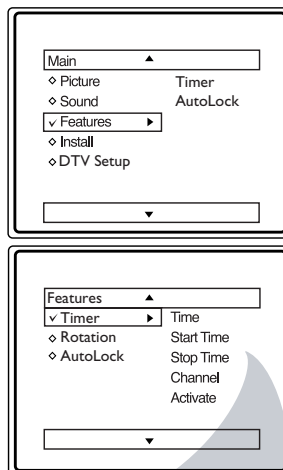 Main
Picture Timer
Sound AutoLock
Features
Install
DTV Setup
Features
Timer Time
Rotation Start Time
AutoLock Stop Time
Channel
Activate